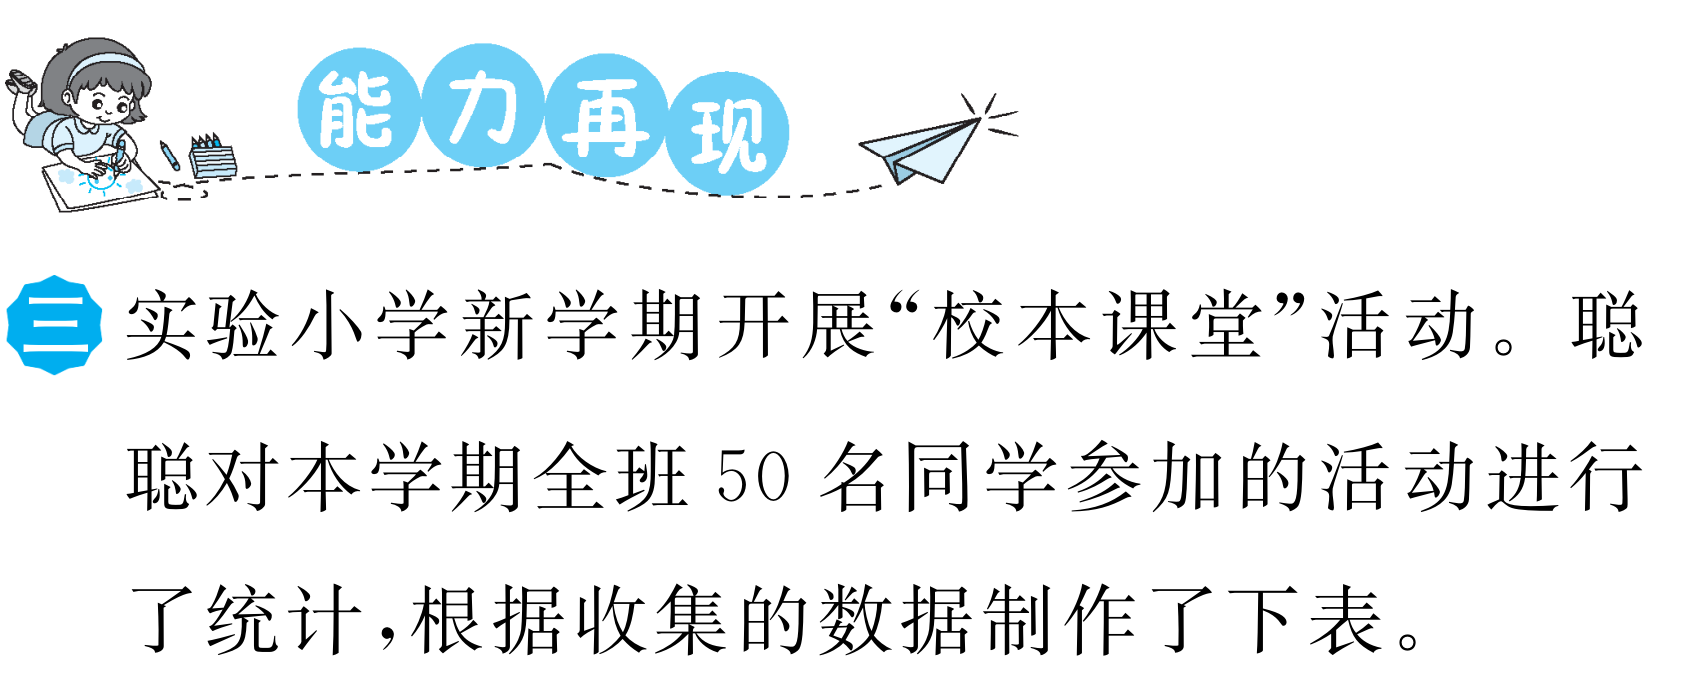 能力再现
三 实验小学新学期开展“校本课堂”活动。聪
聪对本学期全班 50 名同学参加的活动进行
了统计,根据收集的数据制作了下表。